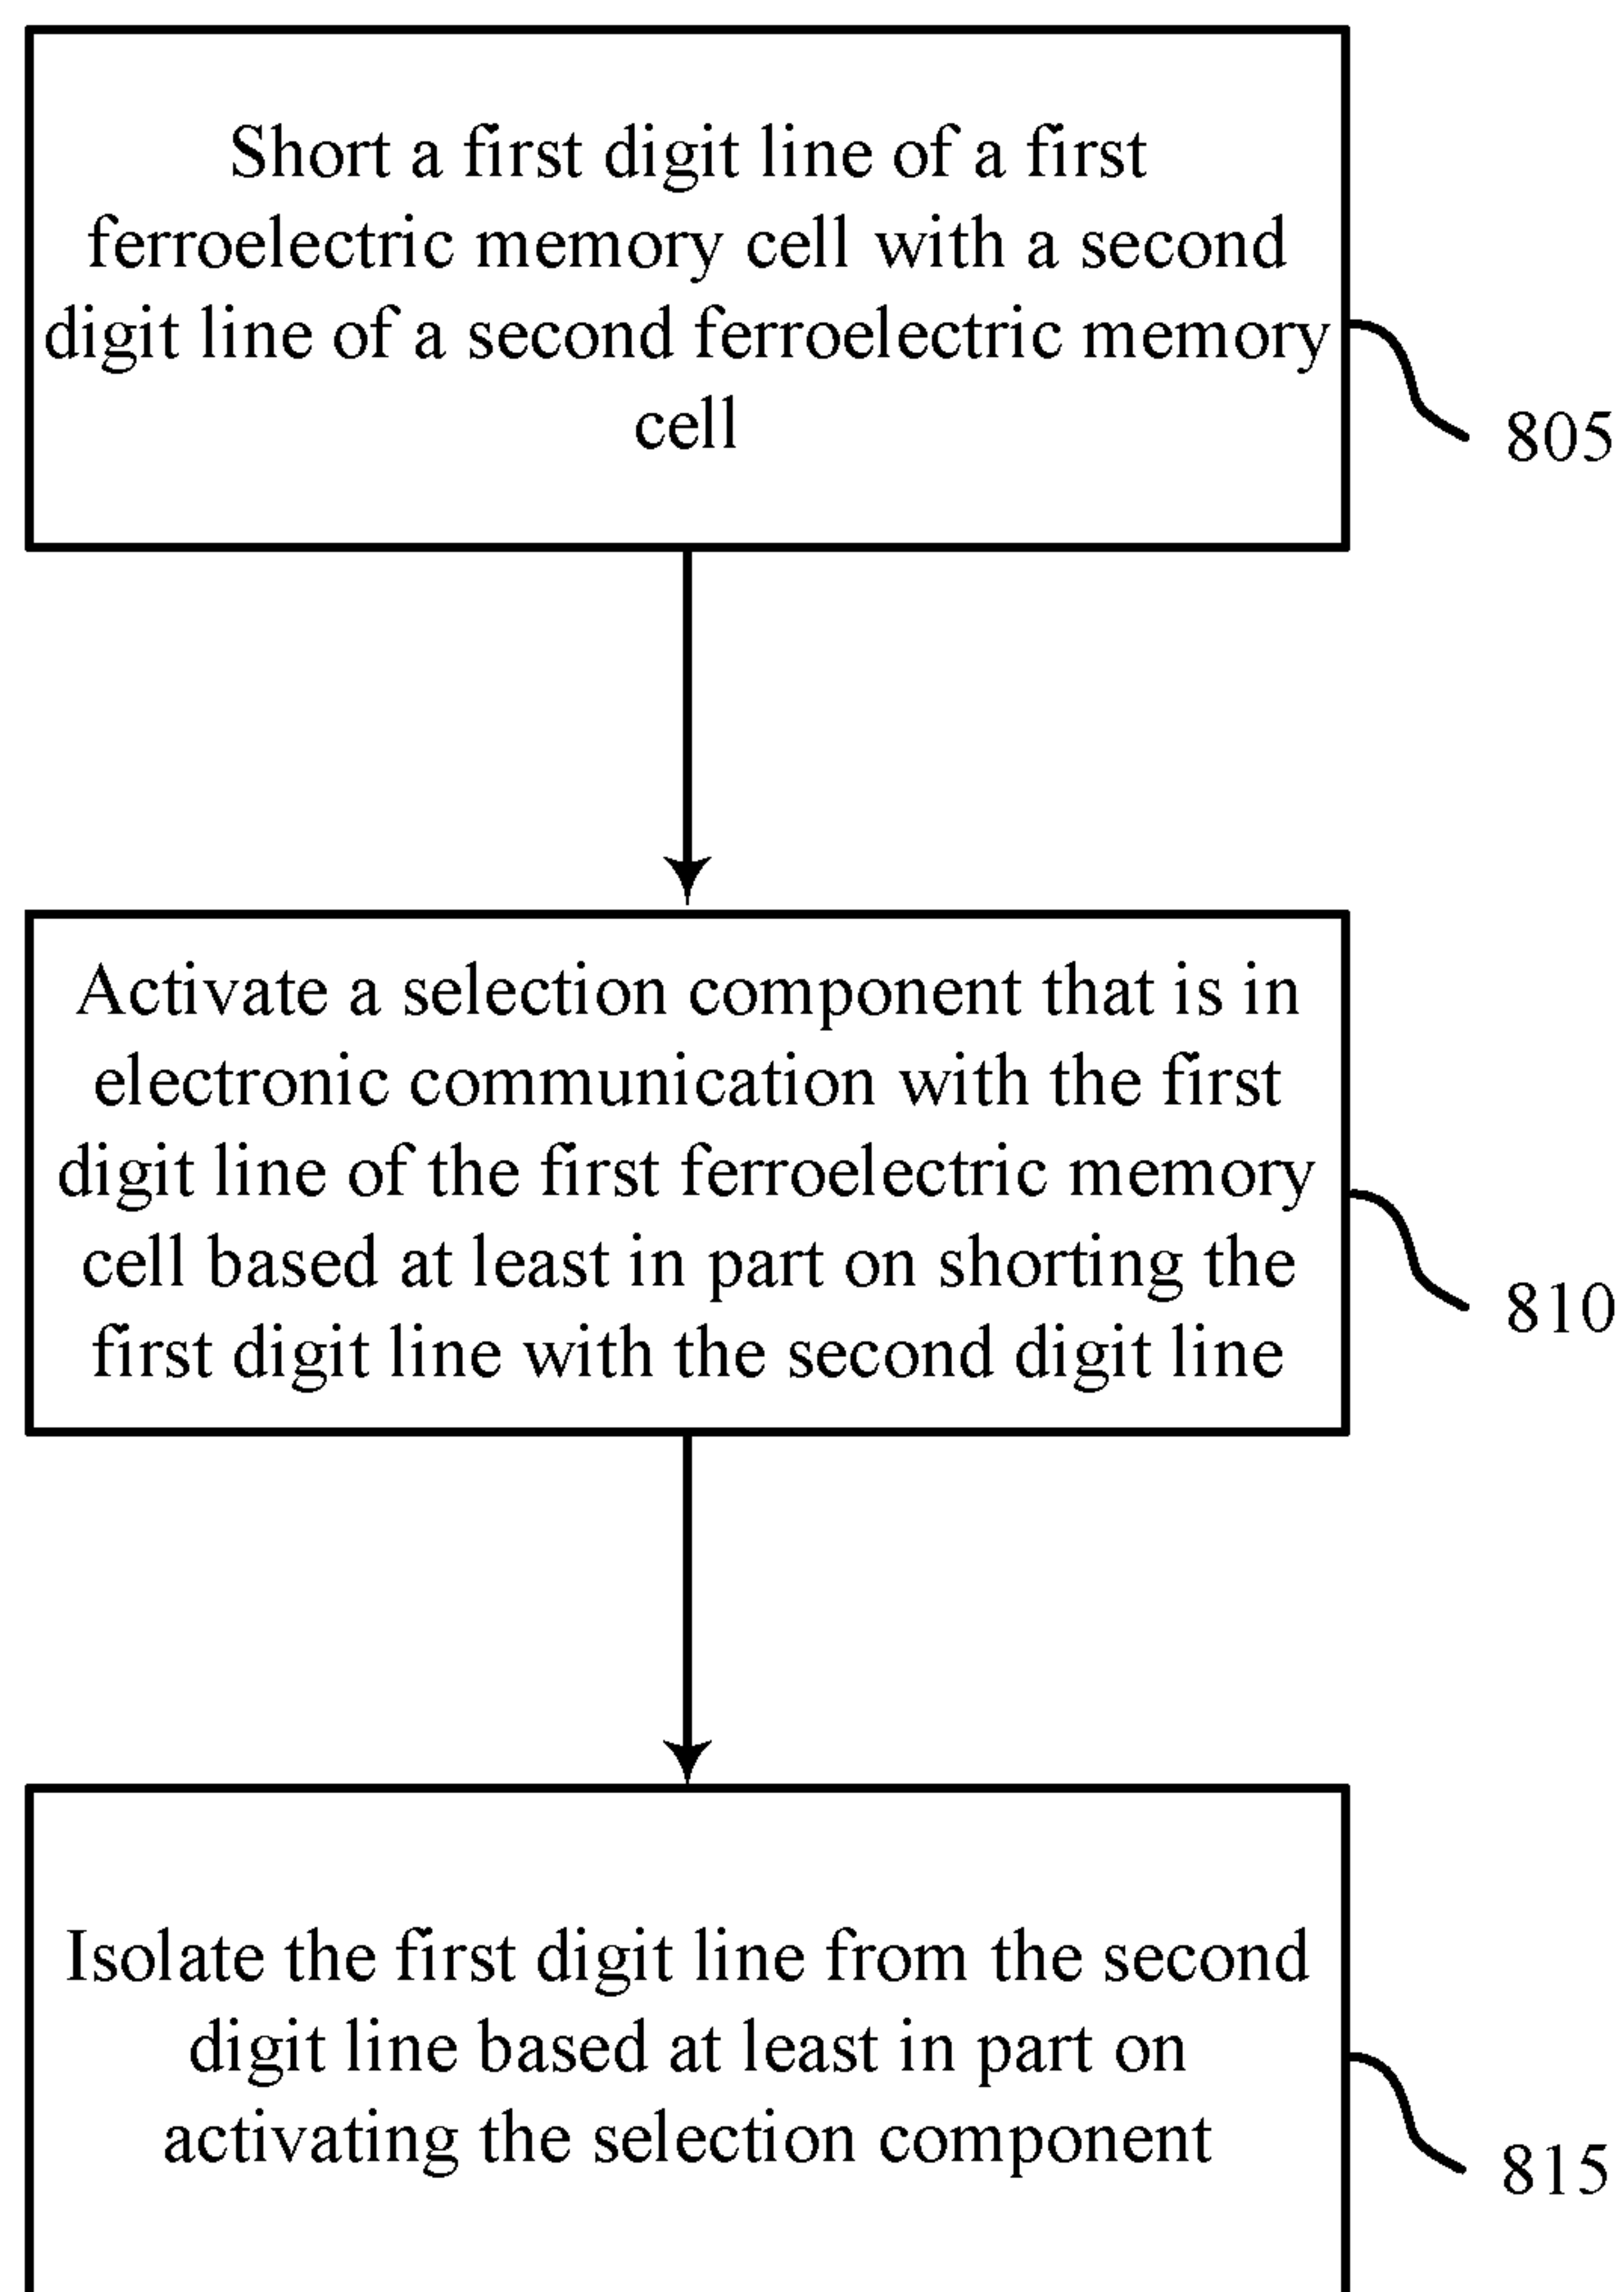 Short a first digit line of a first
ferroelectric memory cell with a second
digit line of a second ferroelectric memory
cell
805
Activate a selection component that is in
electronic communication with the first
digit line of the first ferroelectric memory
cell based at least in part on shorting the
first digit line with the second digit line
810
Isolate the first digit line from the second
digit line based at least in part on
activating the selection component
815